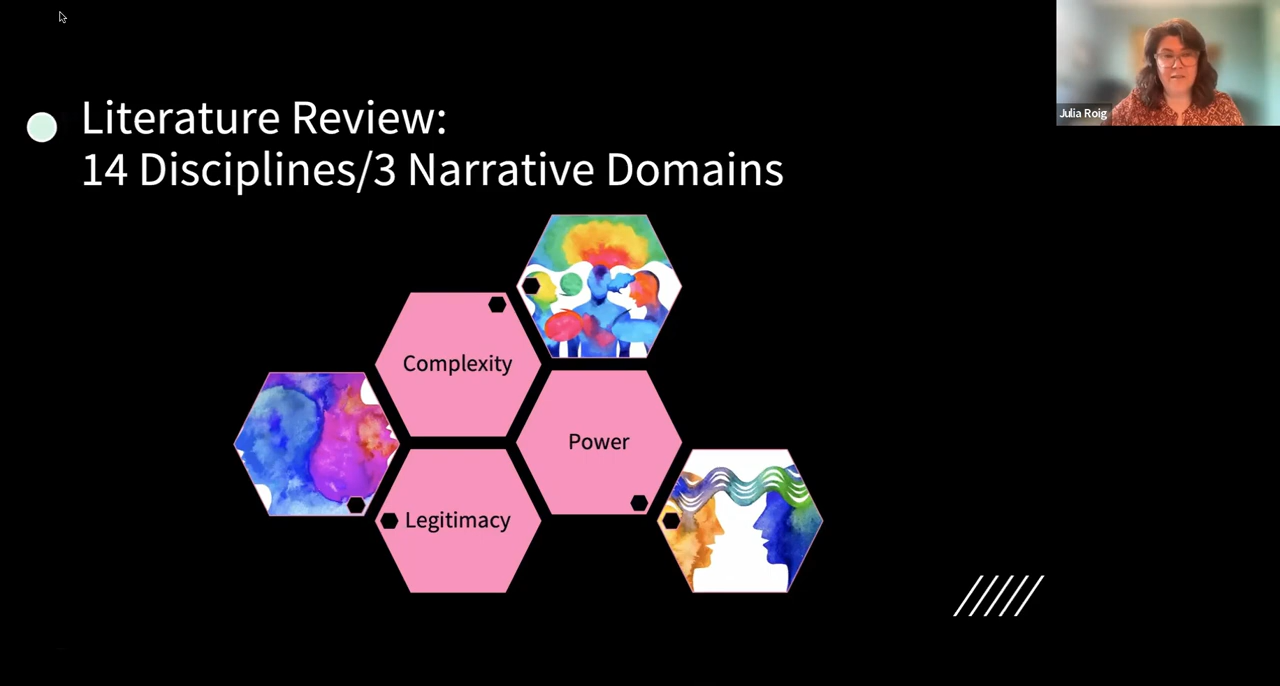 Literature Review:
14 Disciplines/3 Narrative Domains
Complexity
Power
Legitimacy
Julia Roig